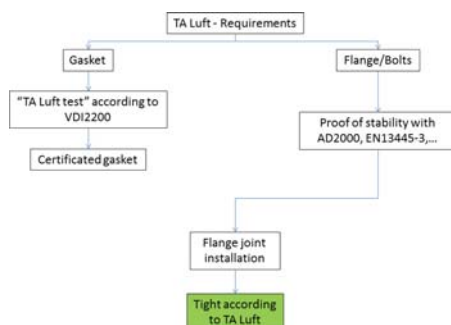 TA Luft - Requirements
Gasket
Flange/Bolts
“TA Luft test” according to
VDI2200
Proof of stability with
AD2000, EN13445-3,...
Certificated gasket
Flange joint
installation
Tight according
to TA Luft